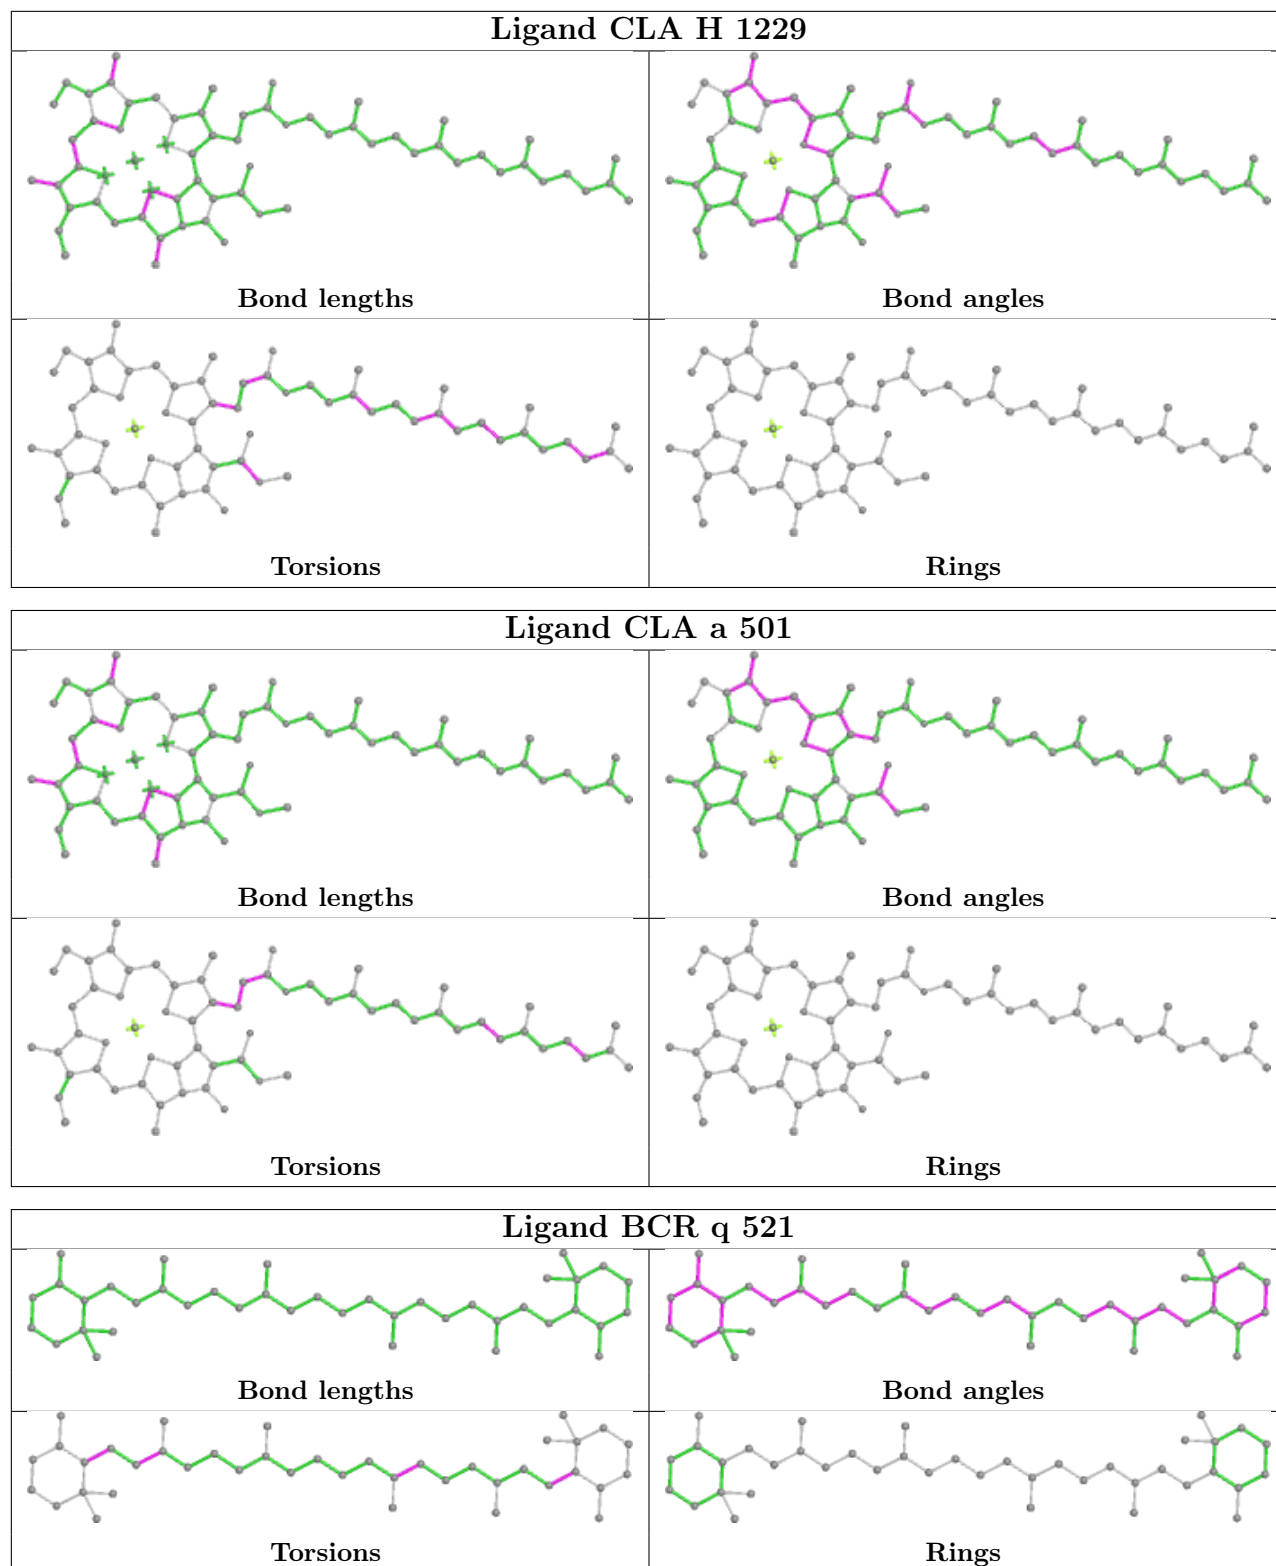 Ligand CLA H 1229
Bond lengths
Bond angles
Torsions
Rings
Ligand CLA a 501
Bond lengths
Bond angles
Torsions
Rings
Ligand BCR q 521
Bond lengths
Bond angles
Torsions
Rings